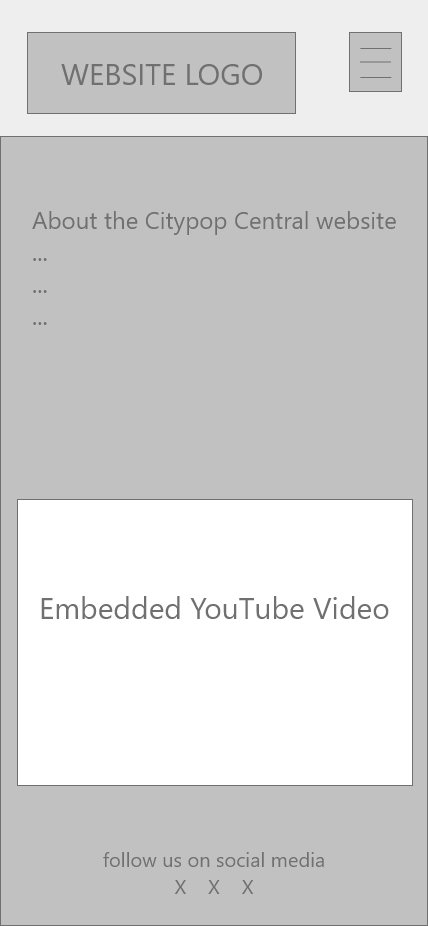 WEBSITE LOGO
About the Citypop Central website
...
...
...
Embedded YouTube Video
follow us on social media
X X X